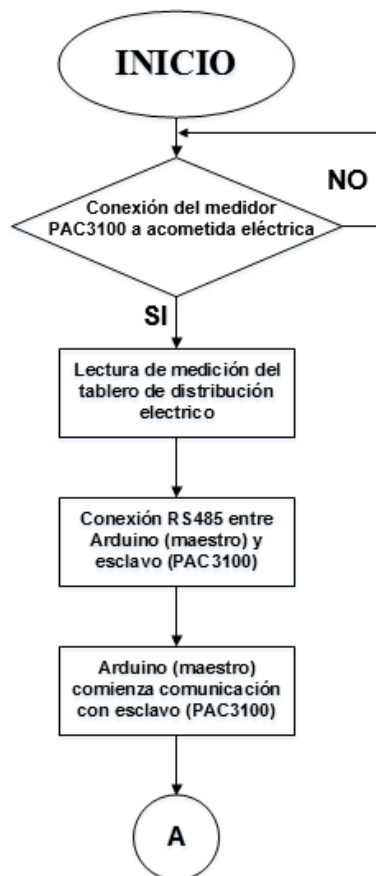 INICIO
NO
Conexión del medidor
PAC3100 a acometida eléctrica
SI
Lectura de medición del
tablero de distribución
electrico
Conexión RS485 entre
Arduino (maestro) y
esclavo (PAC3100)
Arduino (maestro)
comienza comunicación
con esclavo (PAC3100)
A